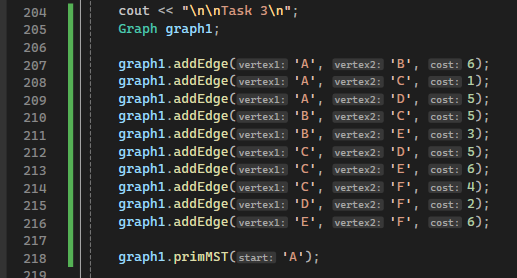 204 cout << "\n\nTask 3\n";
205 Graph graph1;
206
207 graph1.addEdge(vertex1: 'A', vertex2: 'B', cost: 6);
208 graph1.addEdge(vertex1: 'A', vertex2: 'C', cost: 1);
209 graph1.addEdge(vertex1: 'A', vertex2: 'D', cost: 5);
210 graph1.addEdge(vertex1: 'B', vertex2: 'C', cost: 5);
211 graph1.addEdge(vertex1: 'B', vertex2: 'E', cost: 3);
212 graph1.addEdge(vertex1: 'C', vertex2: 'D', cost: 5);
213 graph1.addEdge(vertex1: 'C', vertex2: 'E', cost: 6);
214 graph1.addEdge(vertex1: 'C', vertex2: 'F', cost: 4);
215 graph1.addEdge(vertex1: 'D', vertex2: 'F', cost: 2);
216 graph1.addEdge(vertex1: 'E', vertex2: 'F', cost: 6);
217
218 graph1.primMST(start: 'A');
219